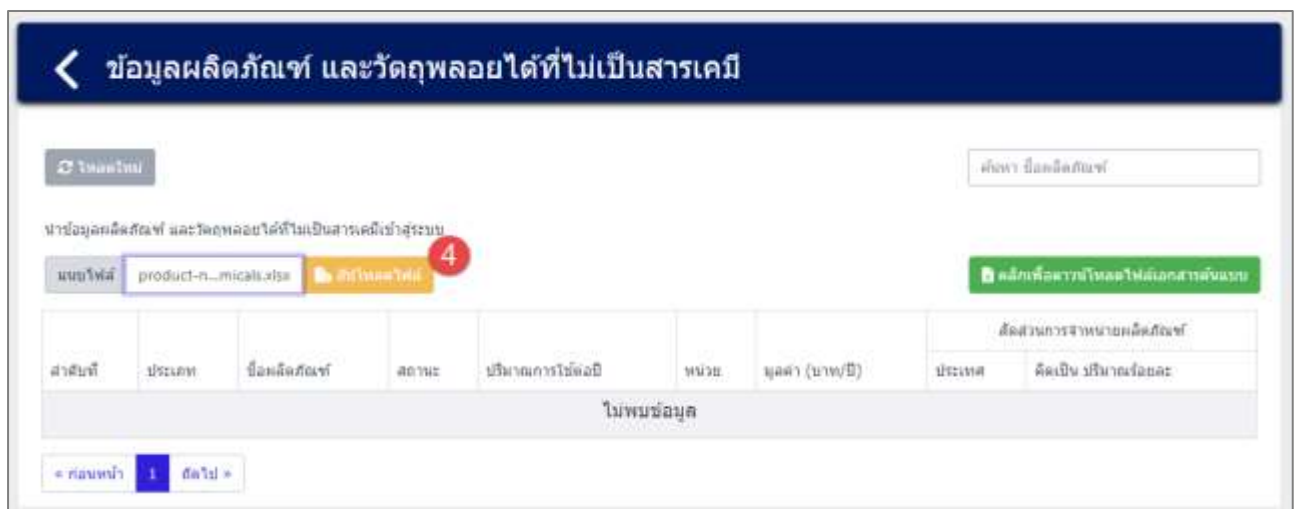 ข้อมูลผลิตภัณฑ์ และวัตถุพลอยได้ที่ไม่เป็นสารเคมี
โหลดใหม่
ค้นหา ชื่อผลิตภัณฑ์
นำข้อมูลผลิตภัณฑ์ และวัตถุพลอยได้ที่ไม่เป็นสารเคมีเข้าสู่ระบบ
4
แนบไฟล์ product-n...micals.xlsx อัปโหลดไฟล์ คลิกเพื่อดาวน์โหลดไฟล์เอกสารต้นแบบ
สัดส่วนการจำหน่ายผลิตภัณฑ์
ลำดับที่ ประเภท ชื่อผลิตภัณฑ์ สถานะ ปริมาณการใช้ต่อปี หน่วย มูลค่า (บาท/ปี) ประเทศ คิดเป็น ปริมาณร้อยละ
ไม่พบข้อมูล
« ก่อนหน้า 1 ถัดไป »